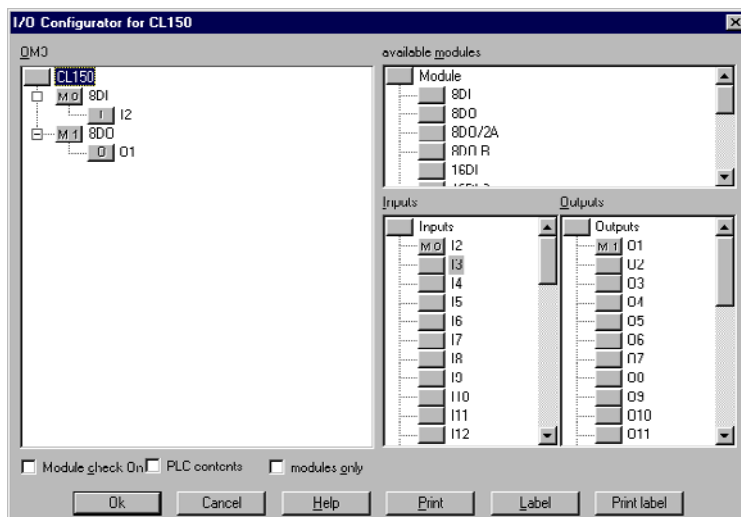 I/O Configurator for CL150
OM3
CL150
M 0 8DI
I I2
M 1 8DO
O O1
available modules
Module
8DI
8DO
8DO/2A
8DO R
16DI
Inputs
Inputs
M 0 I2
I3
I4
I5
I6
I7
I8
I9
I10
I11
I12
Outputs
Outputs
M 1 O1
O2
O3
O4
O5
O6
O7
O8
O9
O10
O11
Module check On
PLC contents
modules only
Ok
Cancel
Help
Print
Label
Print label